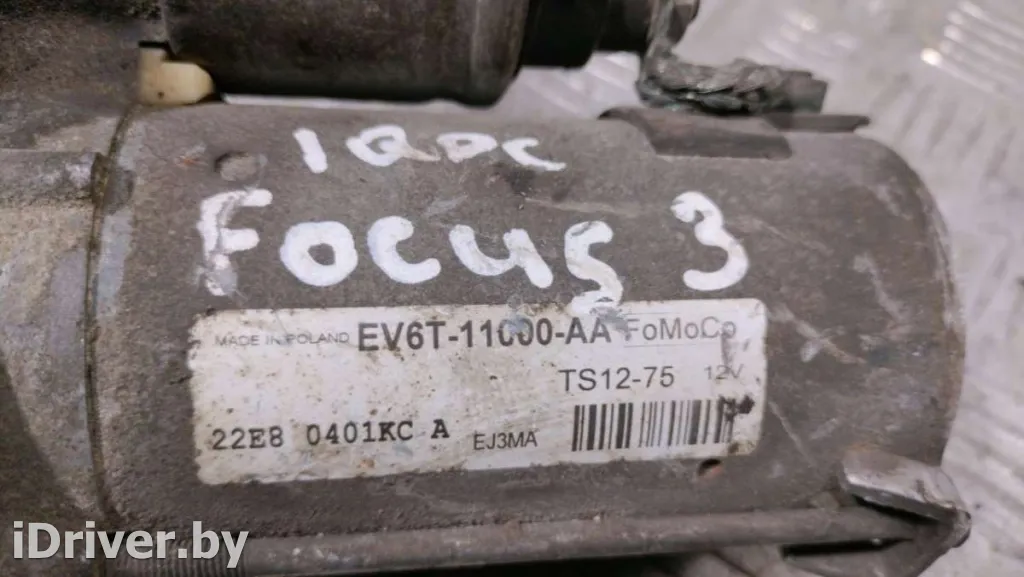 Focus 3
MADE IN POLAND EV6T-11000-AA FoMoCo
TS12-75 12V
22E8 0401KC A EJ3MA
iDriver.by